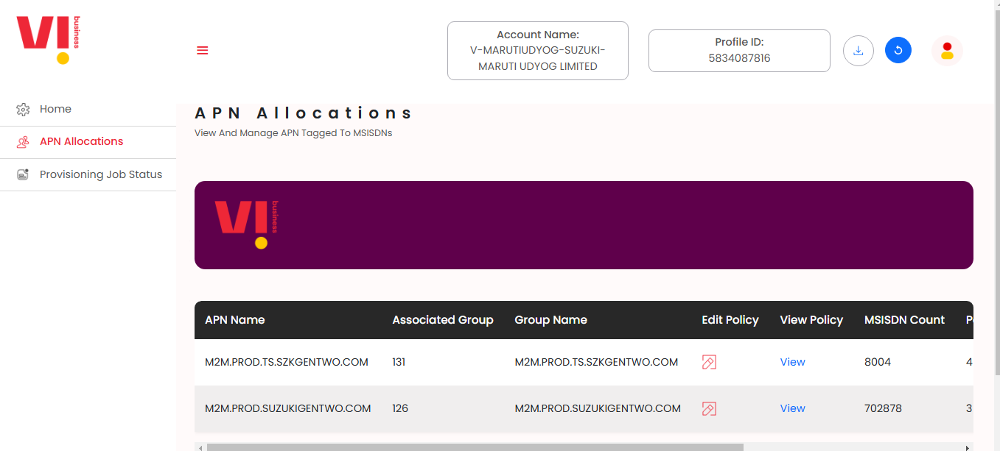 VI business
Account Name:
V-MARUTIUDYOG-SUZUKI-
MARUTI UDYOG LIMITED
Profile ID:
5834087816
Home
APN Allocations
Provisioning Job Status
APN Allocations
View And Manage APN Tagged To MSISDNs
VI business
APN Name Associated Group Group Name Edit Policy View Policy MSISDN Count
M2M.PROD.TS.SZKGENTWO.COM 131 M2M.PROD.TS.SZKGENTWO.COM View 8004 4
M2M.PROD.SUZUKIGENTWO.COM 126 M2M.PROD.SUZUKIGENTWO.COM View 702878 3